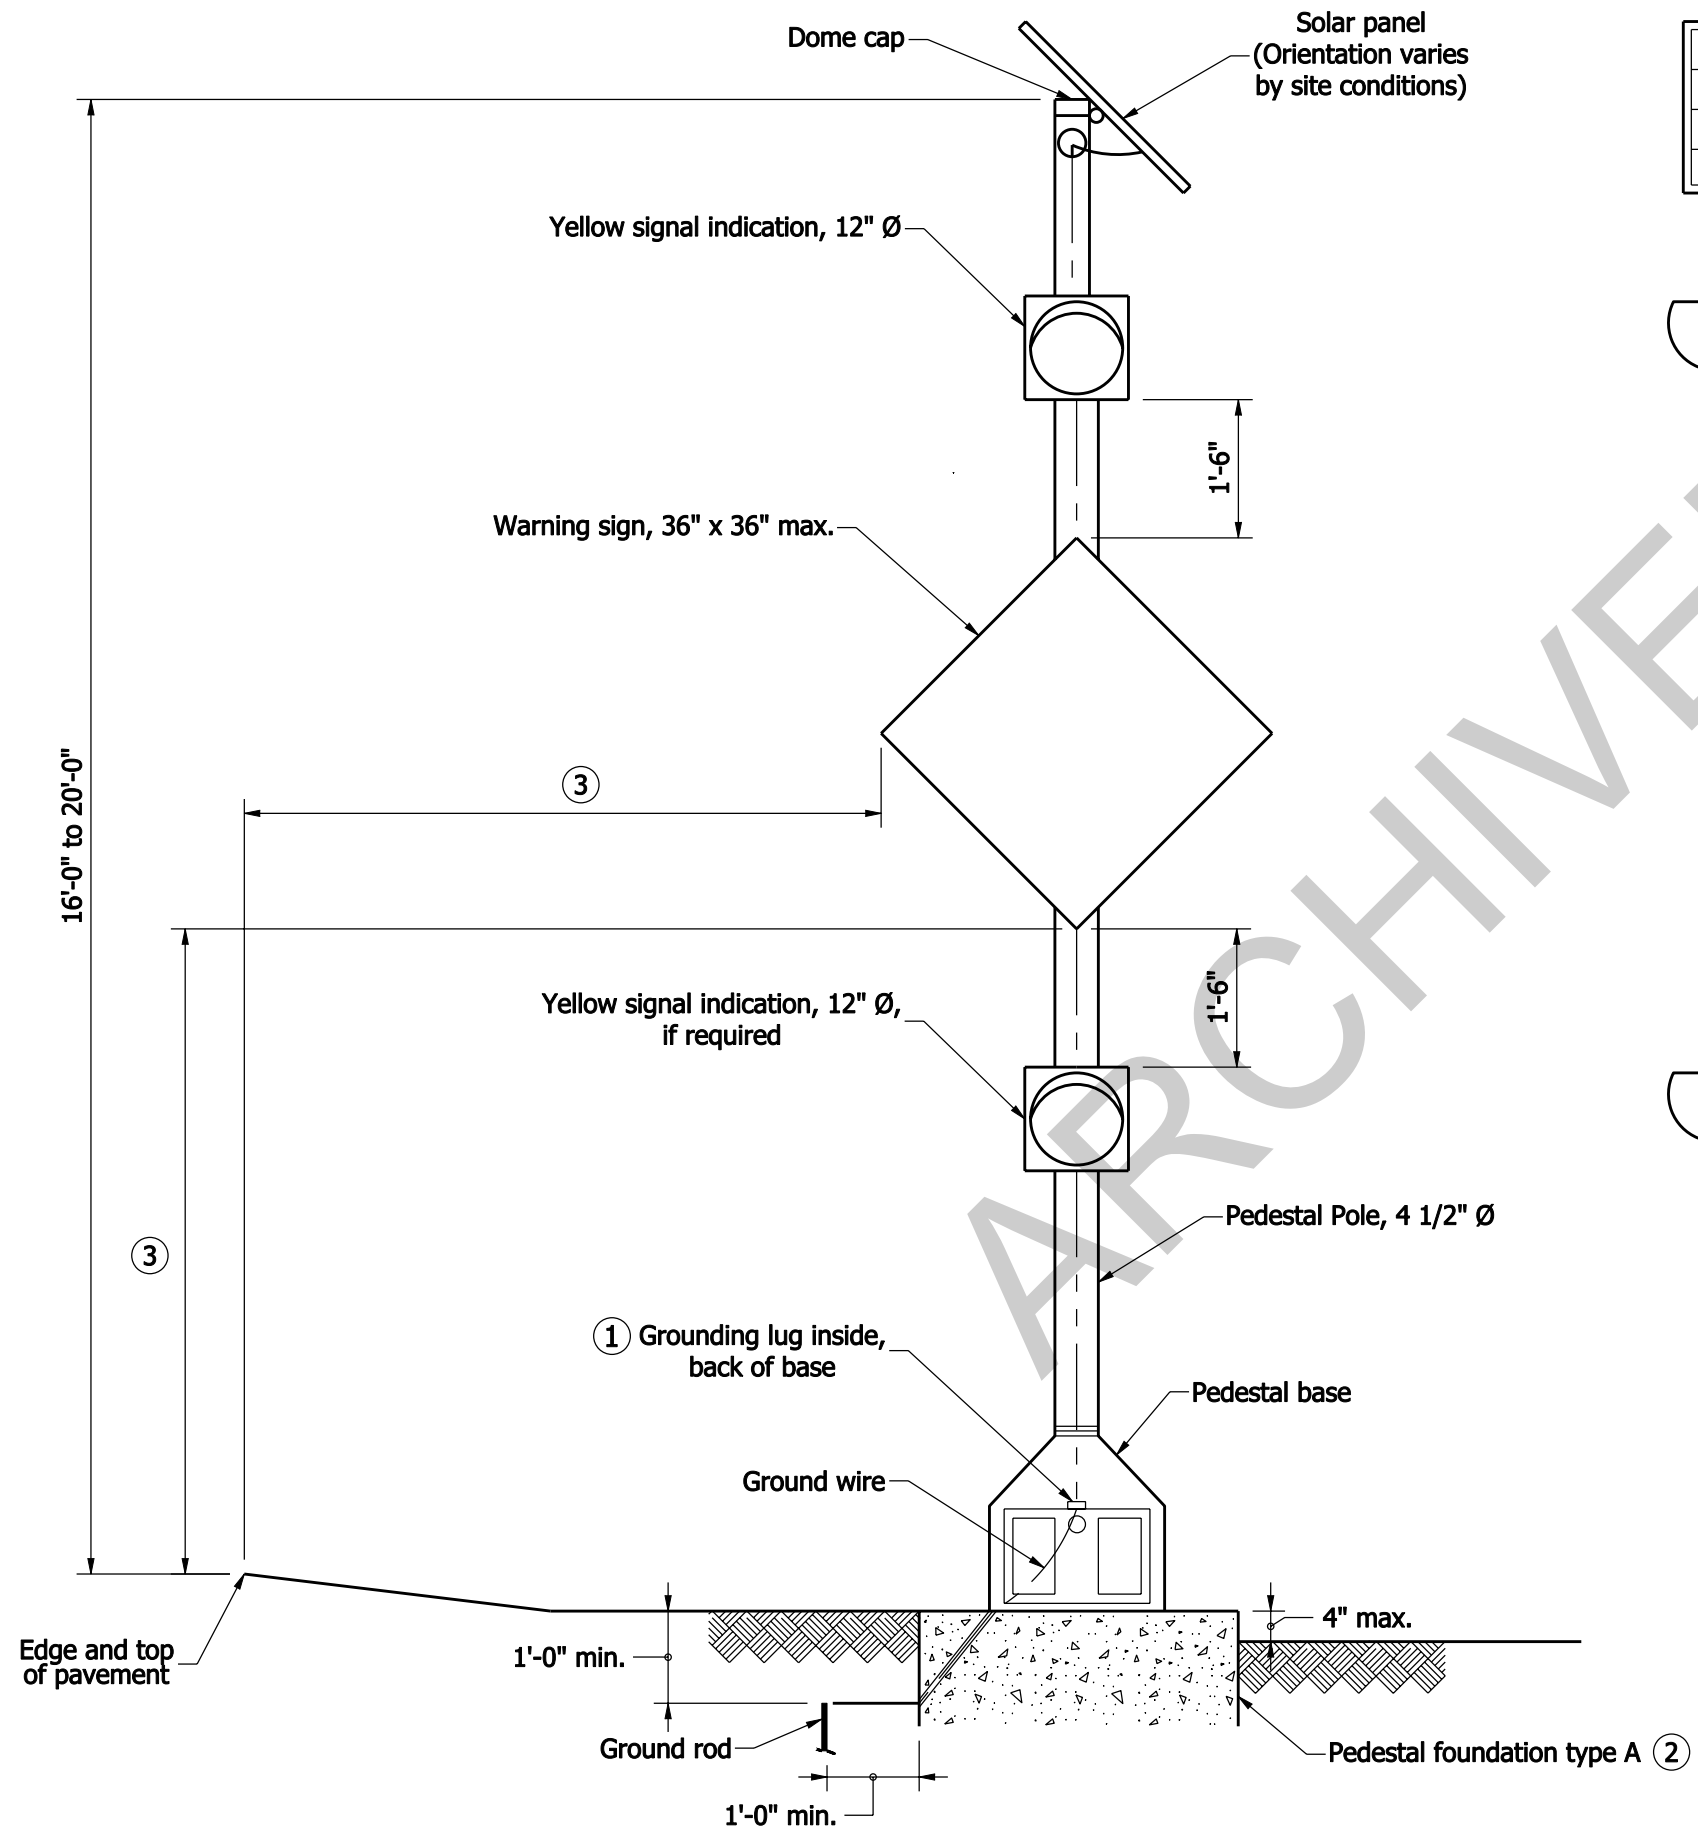 Dome cap
Solar panel
(Orientation varies
by site conditions)
Yellow signal indication, 12" Ø
1'-6"
Warning sign, 36" x 36" max.
16'-0" to 20'-0"
3
1'-6"
Yellow signal indication, 12" Ø,
if required
3
Pedestal Pole, 4 1/2" Ø
1 Grounding lug inside,
back of base
Pedestal base
Ground wire
4" max.
Edge and top
of pavement
1'-0" min.
Ground rod
Pedestal foundation type A 2
1'-0" min.
ARCHIVE